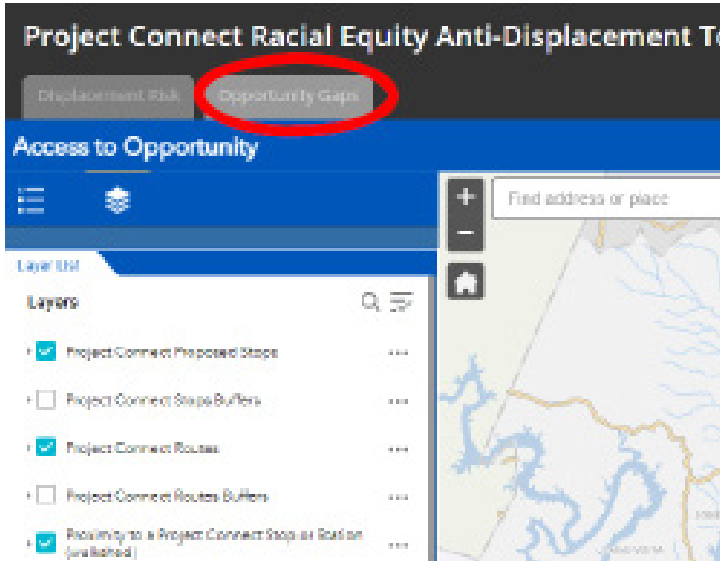 Project Connect Racial Equity Anti-Displacement To
Displacement Risk Opportunity Gaps
Access to Opportunity
Find address or place
Layer List
Layers
Project Connect Proposed Stops
Project Connect Stops Buffers
Project Connect Routes
Project Connect Routes Buffers
Proximity to a Project Connect Stop or Station